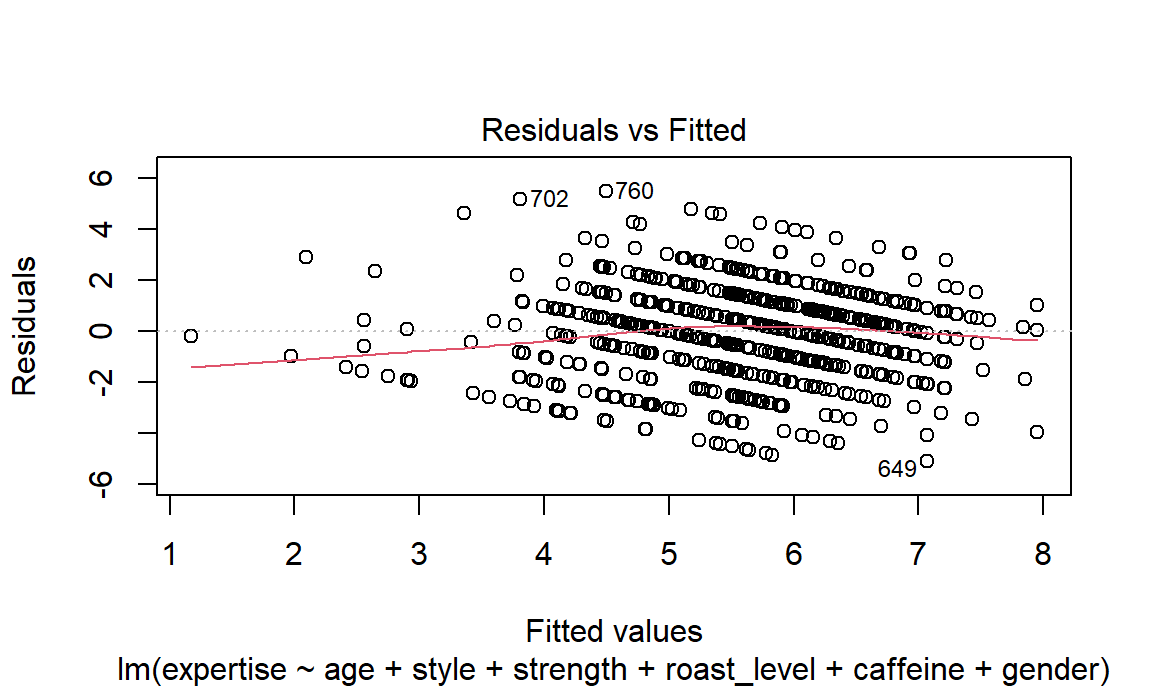 Residuals vs Fitted
Residuals
6
4
2
0
-2
-6
702
760
649
1 2 3 4 5 6 7 8
Fitted values
lm(expertise ~ age + style + strength + roast_level + caffeine + gender)